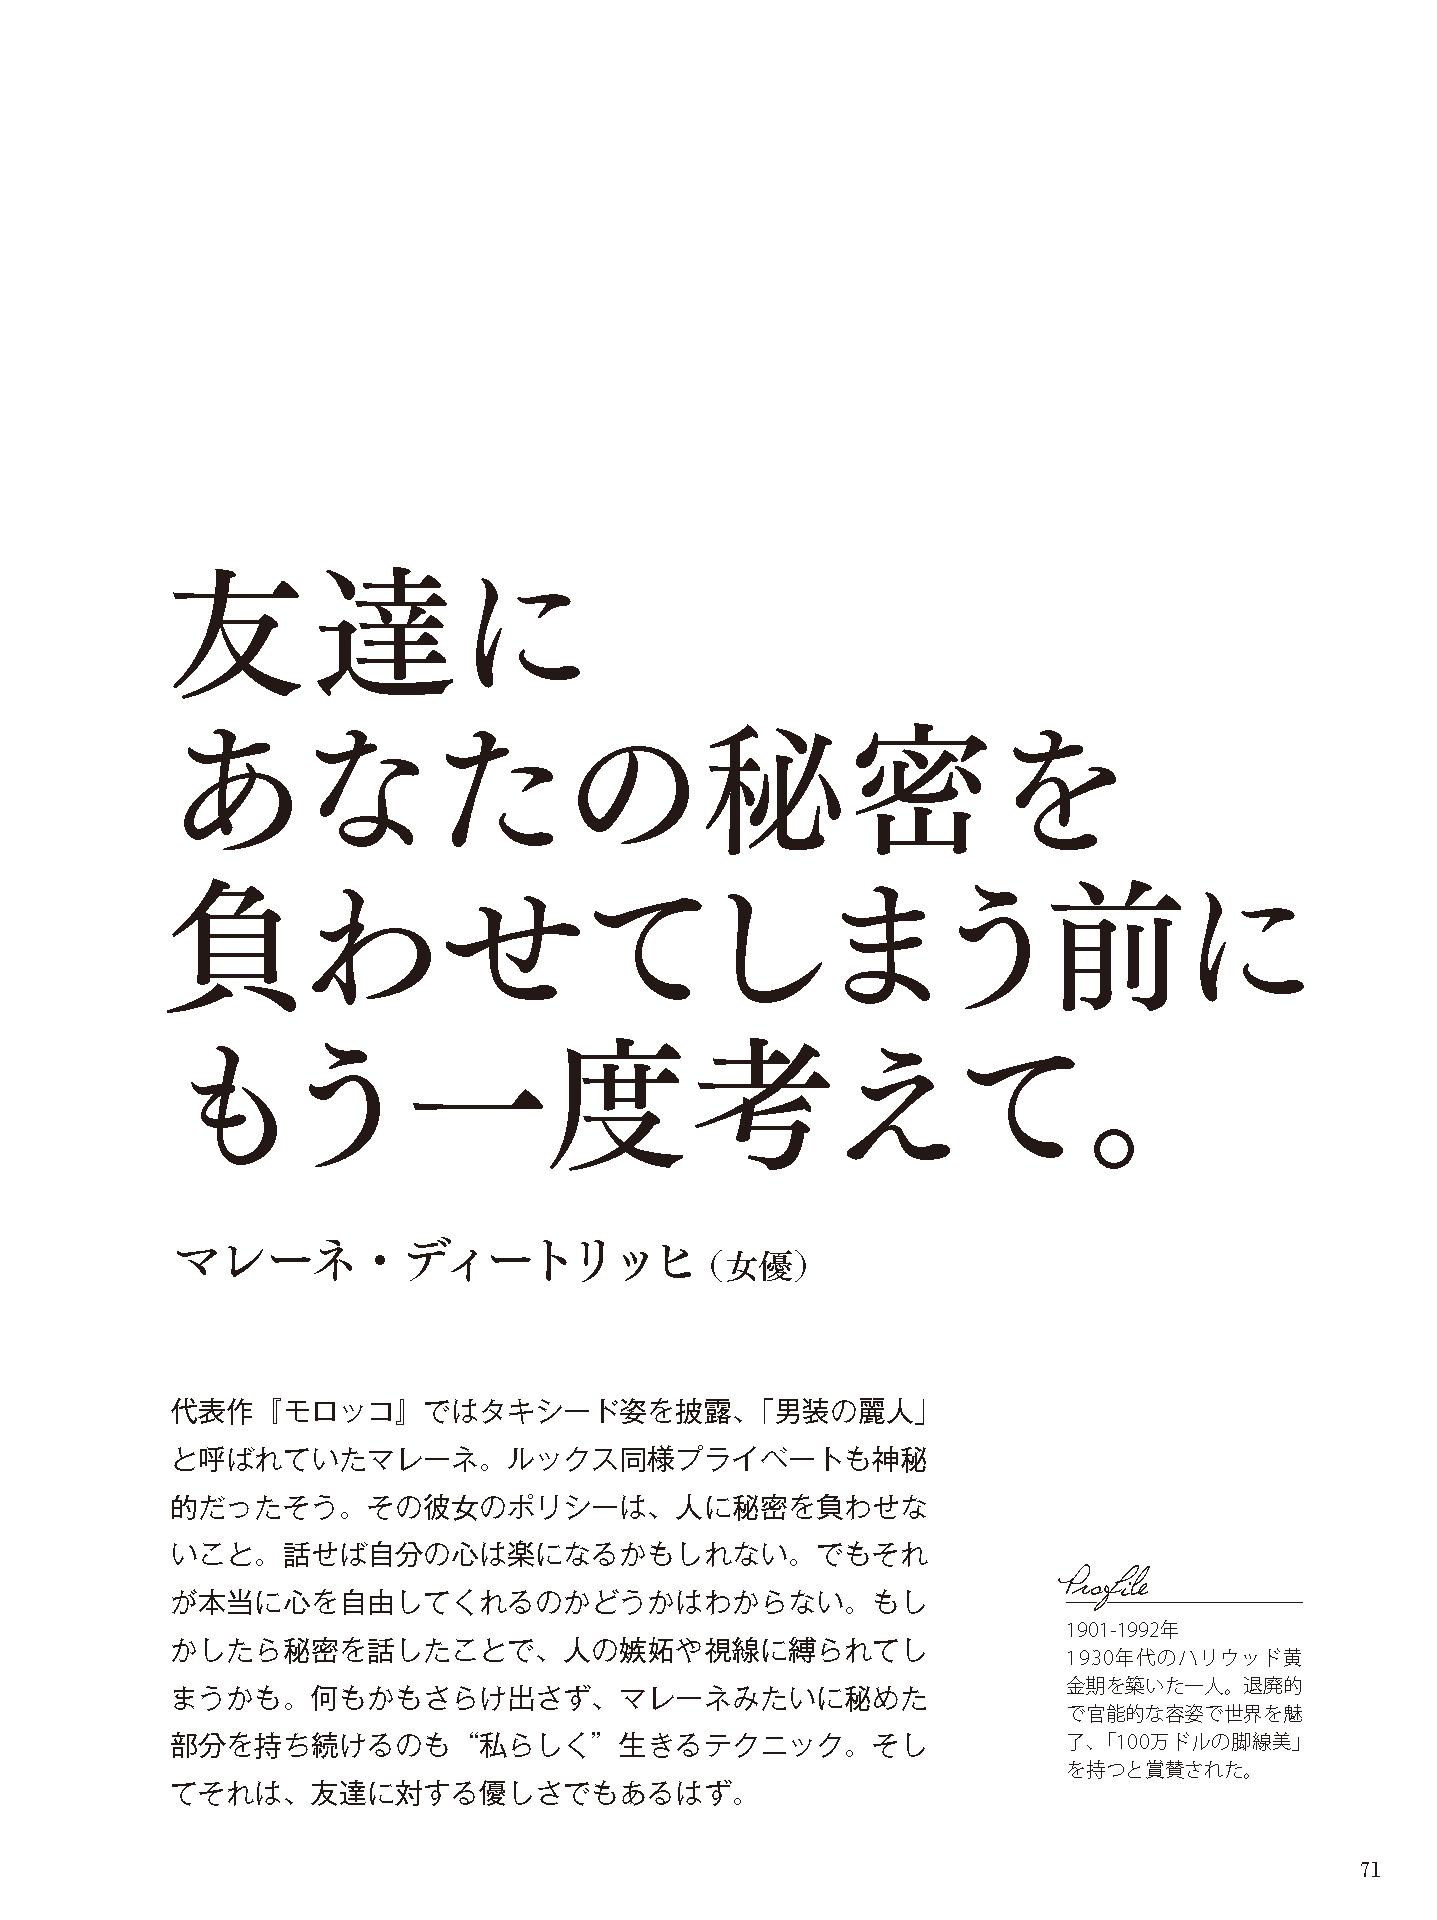 友達に
あなたの秘密を
負わせてしまう前に
もう一度考えて。
マレーネ・ディートリッヒ（女優）
代表作『モロッコ』ではタキシード姿を披露、「男装の麗人」
と呼ばれていたマレーネ。ルックス同様プライベートも神秘
的だったそう。その彼女のポリシーは、人に秘密を負わせな
いこと。話せば自分の心は楽になるかもしれない。でもそれ
が本当に心を自由してくれるのかどうかはわからない。もし
かしたら秘密を話したことで、人の嫉妬や視線に縛られてし
まうかも。何もかもさらけ出さず、マレーネみたいに秘めた
部分を持ち続けるのも“私らしく”生きるテクニック。そし
てそれは、友達に対する優しさでもあるはず。
Profile
1901-1992年
1930年代のハリウッド黄
金期を築いた一人。退廃的
で官能的な容姿で世界を魅
了、「100万ドルの脚線美」
を持つと賞賛された。
71